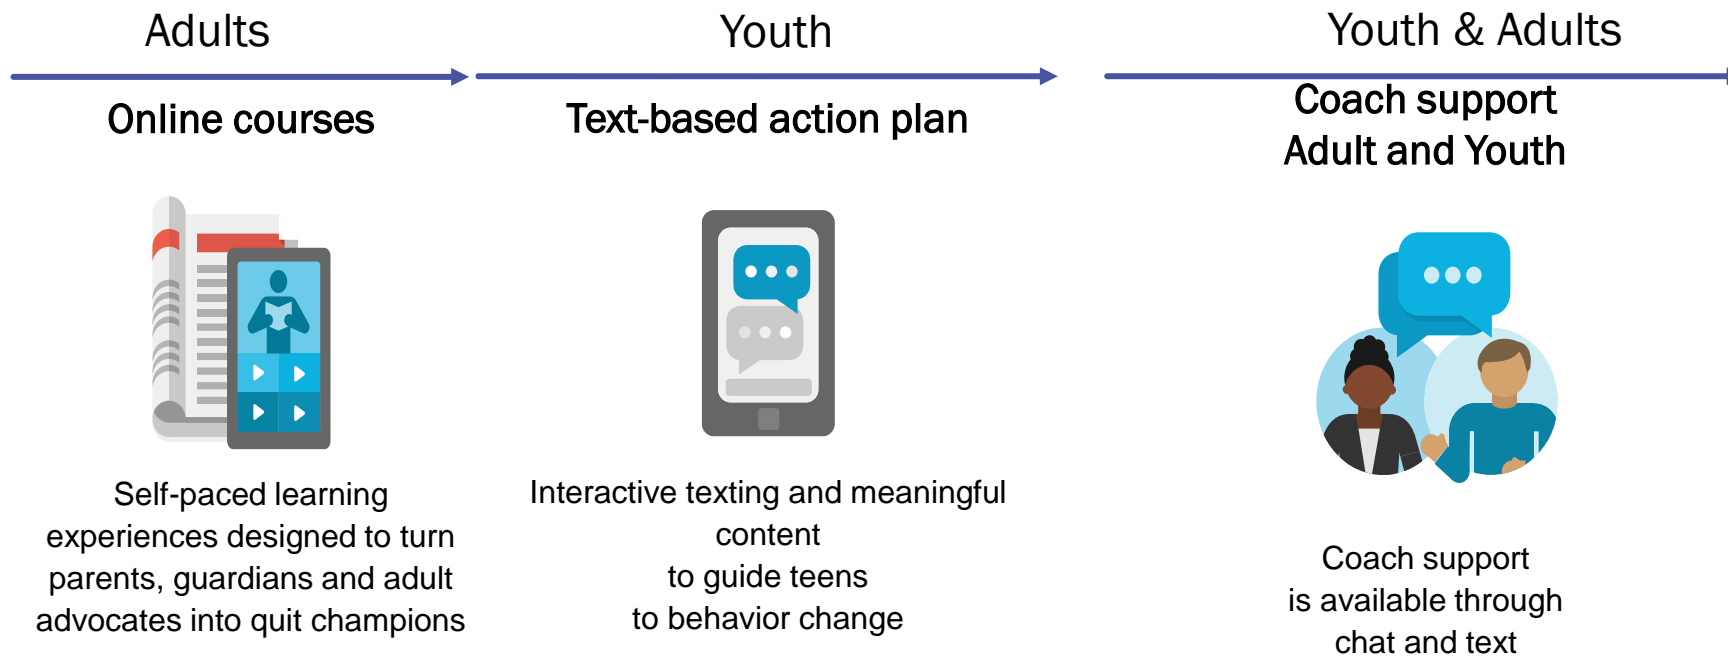 Adults
Online courses
Self-paced learning
experiences designed to turn
parents, guardians and adult
advocates into quit champions
Youth
Text-based action plan
Interactive texting and meaningful
content
to guide teens
to behavior change
Youth & Adults
Coach support
Adult and Youth
Coach support
is available through
chat and text